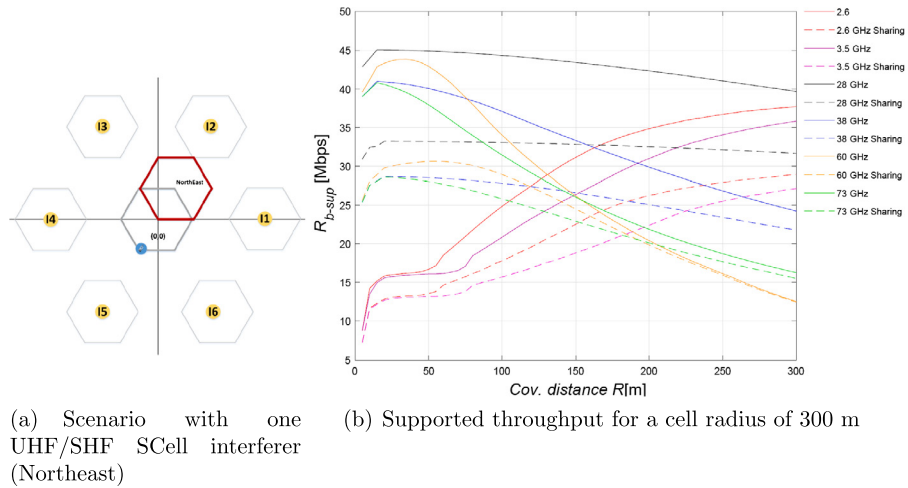 I3
I2
NorthEast
I4
I1
(0,0)
I5
I6
50
45
40
35
30
25
20
15
10
5
R_b-sup [Mbps]
0
50
100
150
200
250
300
Cov. distance R[m]
2.6
2.6 GHz Sharing
3.5 GHz
3.5 GHz Sharing
28 GHz
28 GHz Sharing
38 GHz
38 GHz Sharing
60 GHz
60 GHz Sharing
73 GHz
73 GHz Sharing
(a) Scenario with one
UHF/SHF SCell interferer
(Northeast)
(b) Supported throughput for a cell radius of 300 m